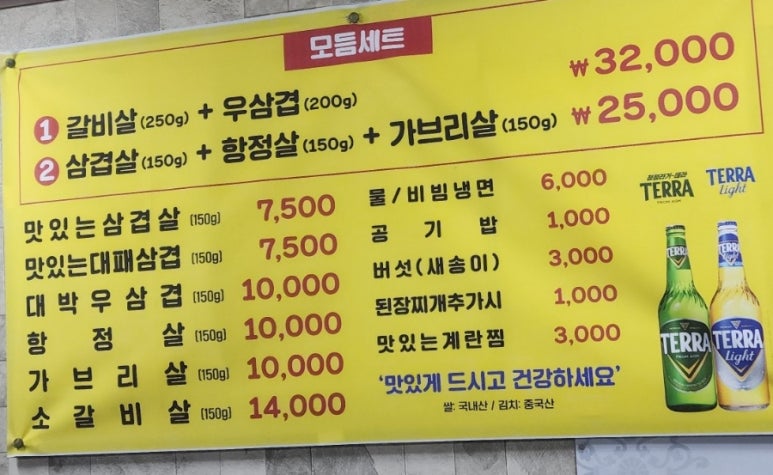 모듬세트
1 갈비살(250g) + 우삼겹(200g) ₩32,000
2 삼겹살(150g) + 항정살(150g) + 가브리살(150g) ₩25,000
맛있는삼겹살 (150g) 7,500
맛있는대패삼겹 (150g) 7,500
대박우삼겹 (150g) 10,000
항정살 (150g) 10,000
가브리살 (150g) 10,000
소갈비살 (150g) 14,000
물/비빔냉면 6,000
공기밥 1,000
버섯(새송이) 3,000
된장찌개추가시 1,000
맛있는계란찜 3,000
'맛있게 드시고 건강하세요'
쌀: 국내산 / 김치: 중국산
청정라거-테라
TERRA
TERRA
Light
TERRA
TERRA
Light